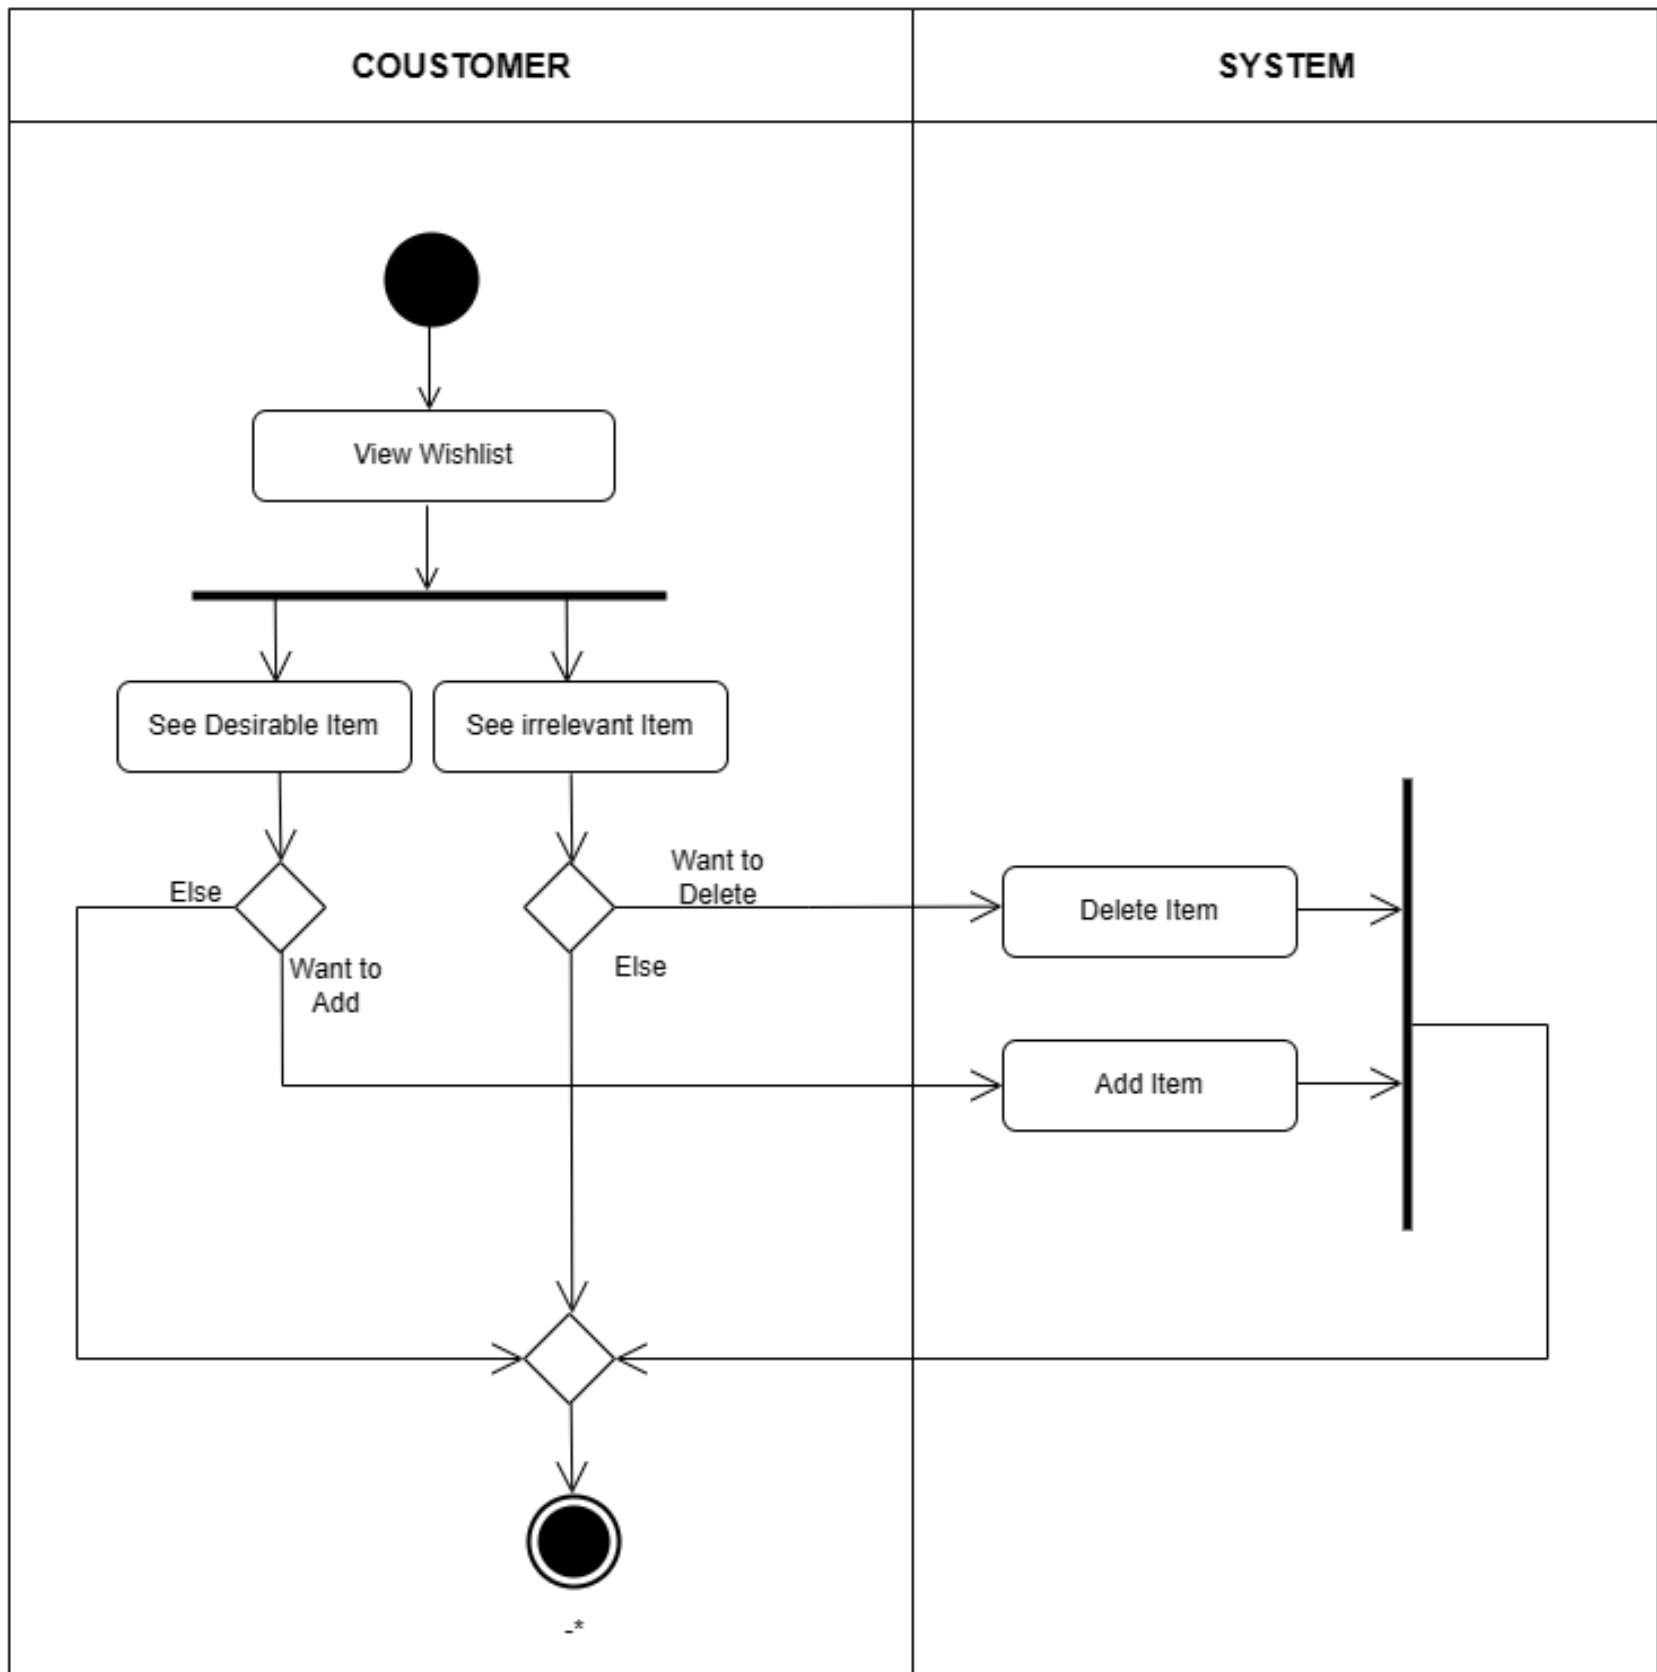 COUSTOMER
SYSTEM
View Wishlist
See Desirable Item
See irrelevant Item
Else
Want to
Delete
Delete Item
Want to
Add
Else
Add Item
-*